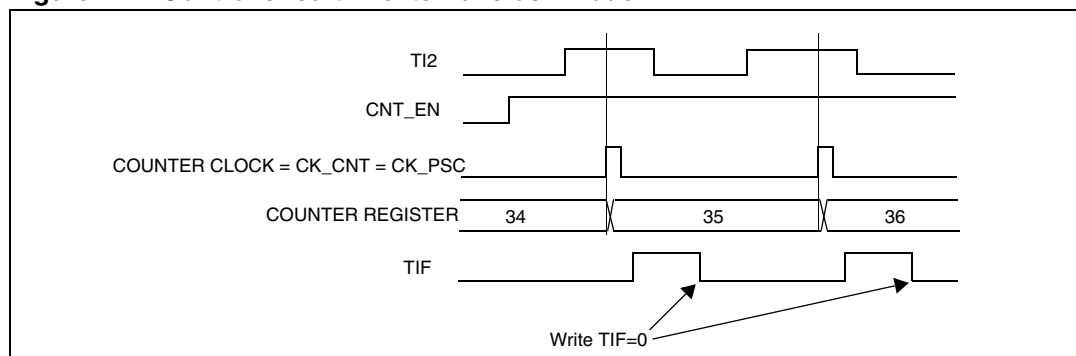 TI2
CNT_EN
COUNTER CLOCK = CK_CNT = CK_PSC
COUNTER REGISTER 34 35 36
TIF
Write TIF=0